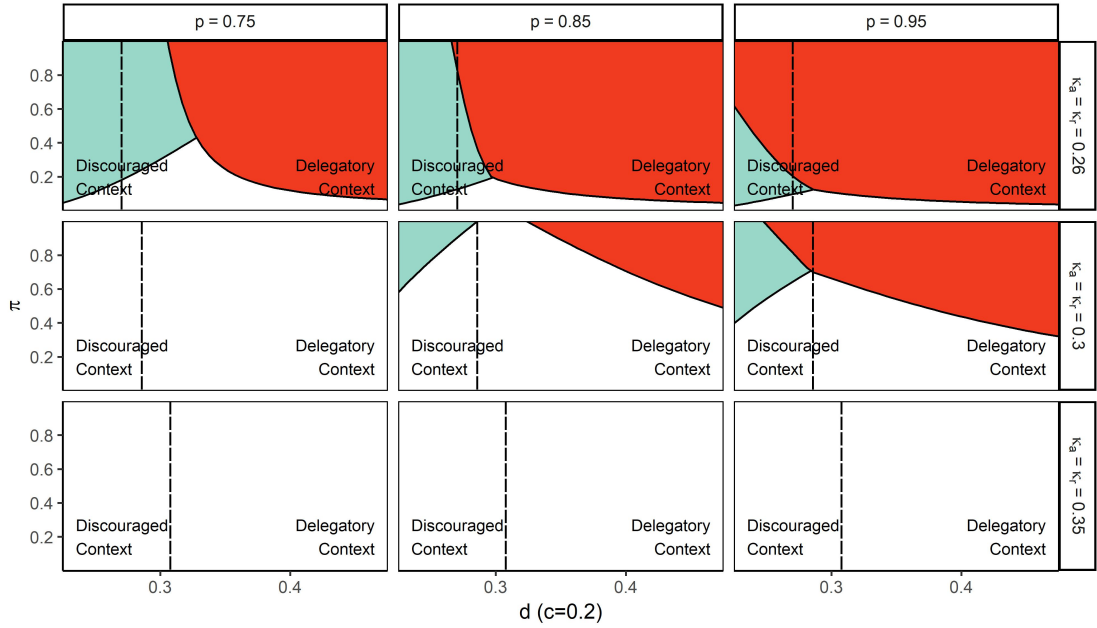 p = 0.75
p = 0.85
p = 0.95
0.8
0.6
0.4
0.2
Discouraged
Context
Delegatory
Context
Discouraged
Context
Delegatory
Context
Discouraged
Context
Delegatory
Context
κa = κr = 0.26
0.8
0.6
0.4
0.2
Discouraged
Context
Delegatory
Context
Discouraged
Context
Delegatory
Context
Discouraged
Context
Delegatory
Context
κa = κr = 0.3
π
0.8
0.6
0.4
0.2
Discouraged
Context
Delegatory
Context
Discouraged
Context
Delegatory
Context
Discouraged
Context
Delegatory
Context
κa = κr = 0.35
0.3
0.4
0.3
0.4
0.3
0.4
d (c=0.2)